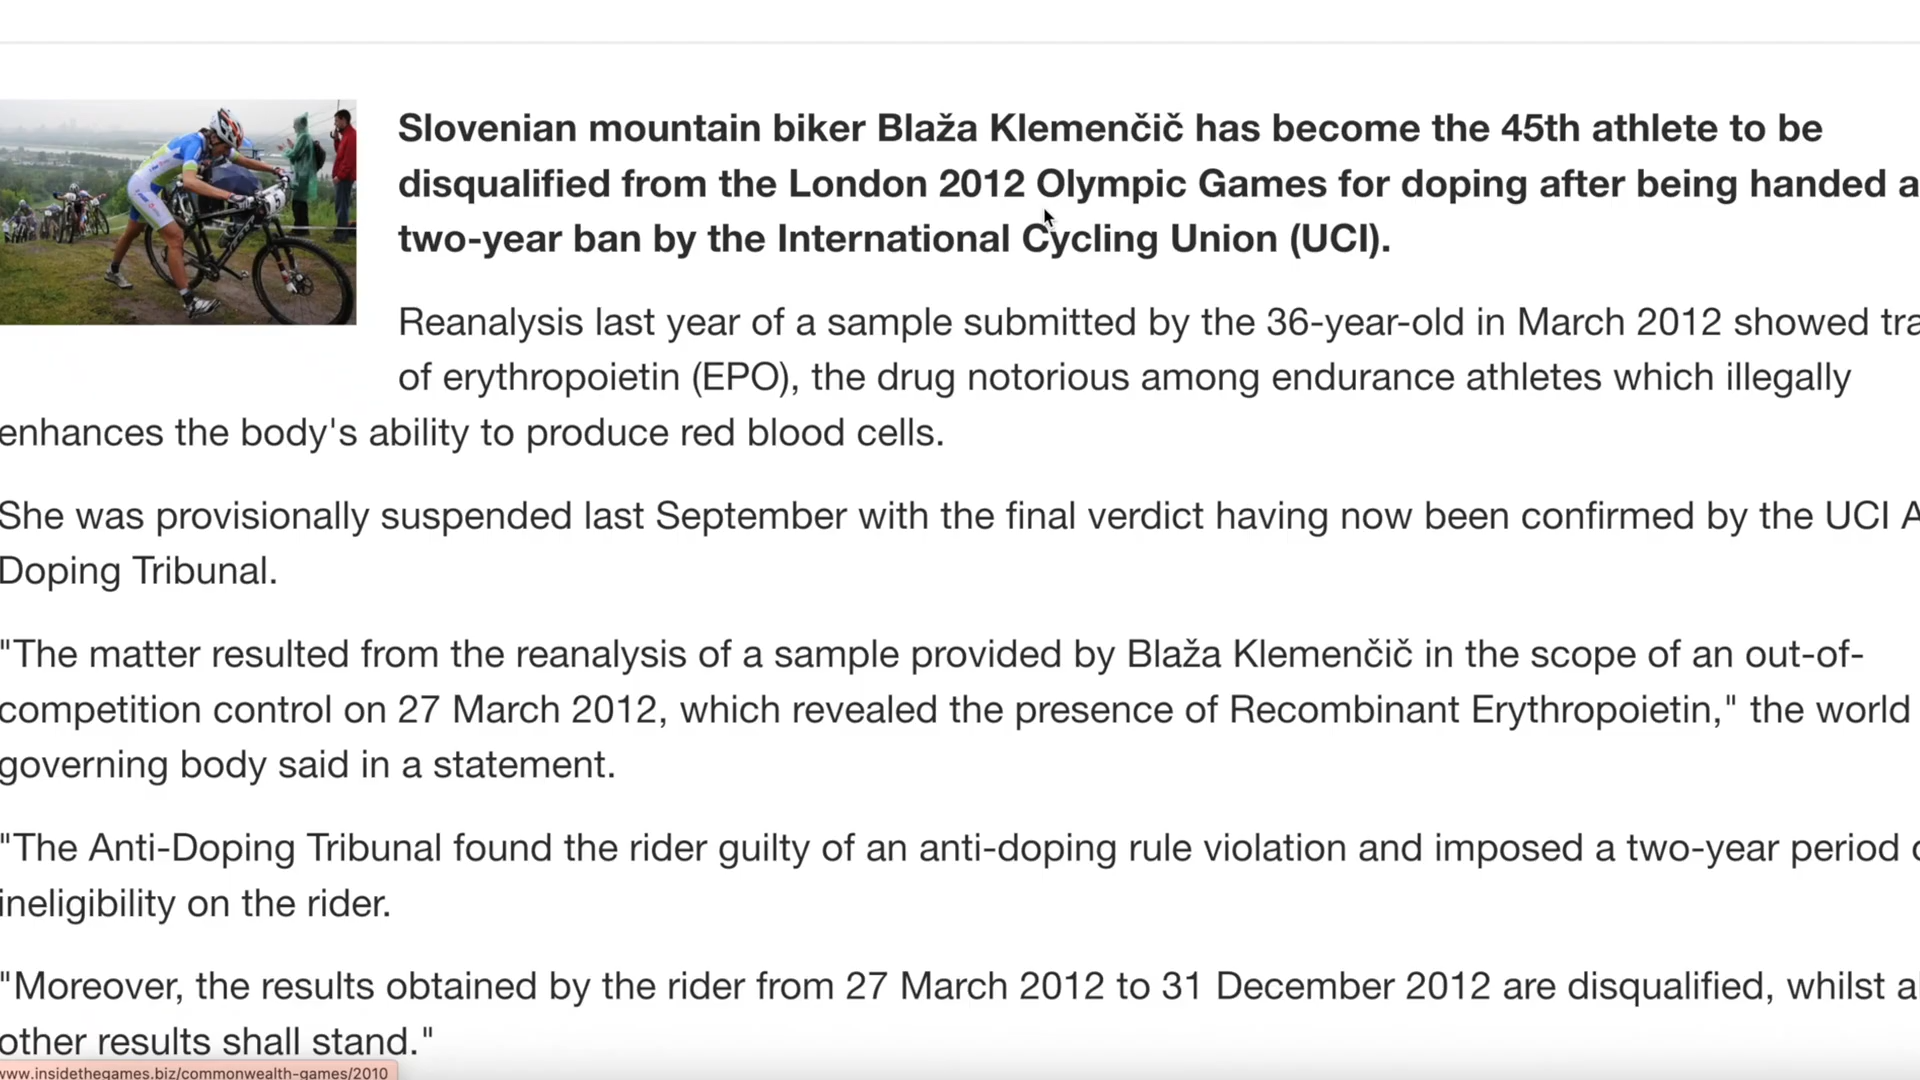 Slovenian mountain biker Blaža Klemenčič has become the 45th athlete to be
disqualified from the London 2012 Olympic Games for doping after being handed a
two-year ban by the International Cycling Union (UCI).
Reanalysis last year of a sample submitted by the 36-year-old in March 2012 showed
of erythropoietin (EPO), the drug notorious among endurance athletes which illegally
enhances the body's ability to produce red blood cells.
She was provisionally suspended last September with the final verdict having now been confirmed by the UCI
Doping Tribunal.
"The matter resulted from the reanalysis of a sample provided by Blaža Klemenčič in the scope of an out-of-
competition control on 27 March 2012, which revealed the presence of Recombinant Erythropoietin," the world
governing body said in a statement.
"The Anti-Doping Tribunal found the rider guilty of an anti-doping rule violation and imposed a two-year period
ineligibility on the rider.
"Moreover, the results obtained by the rider from 27 March 2012 to 31 December 2012 are disqualified, whilst
other results shall stand."
www.insidethegames.biz/commonwealth-games/2010